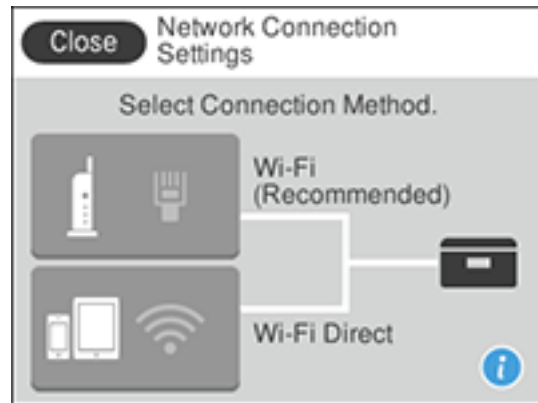 Close
Network Connection
Settings
Select Connection Method.
Wi-Fi
(Recommended)
Wi-Fi Direct
i